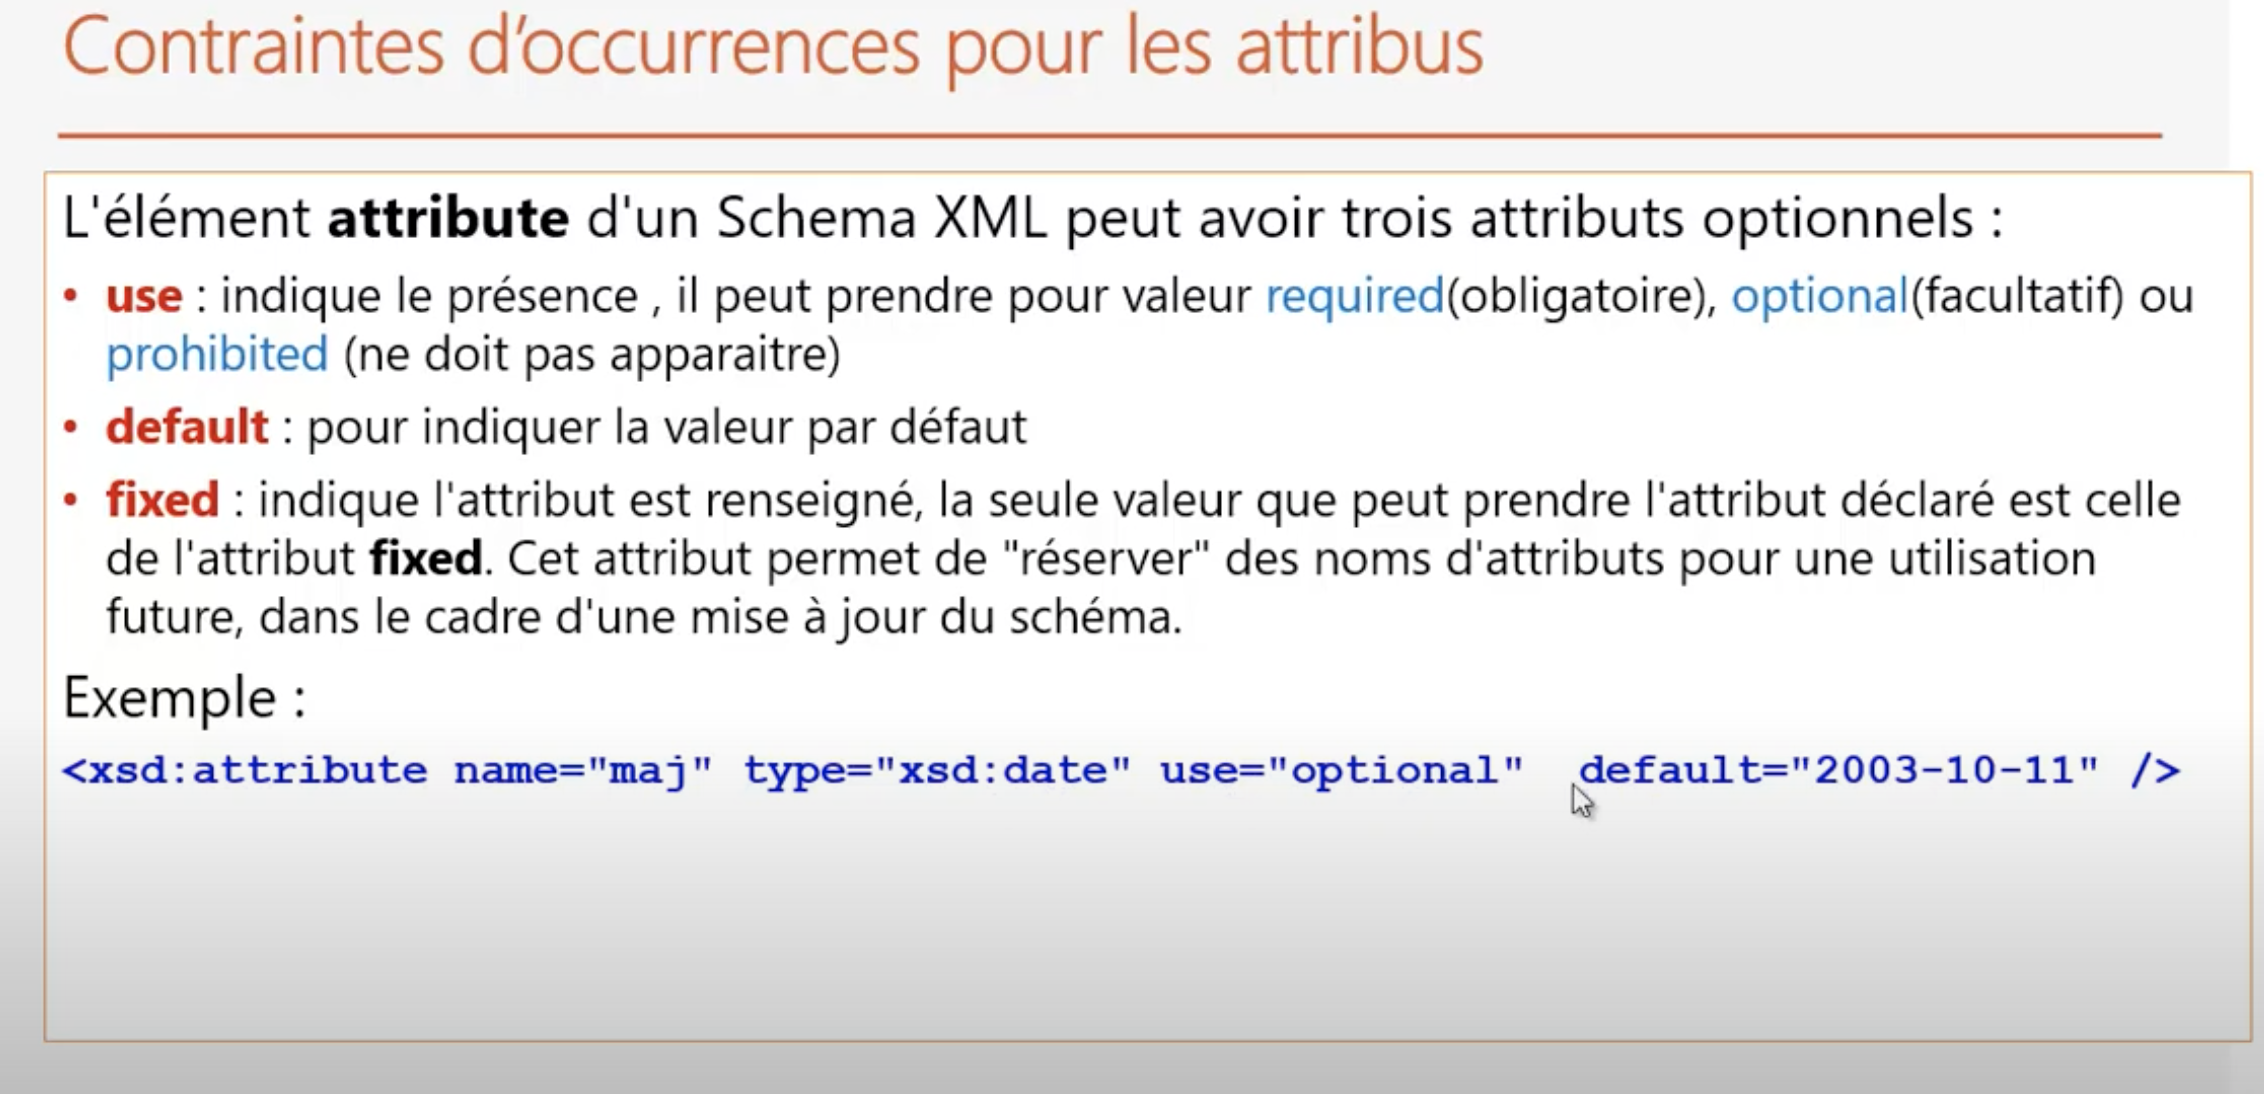 Contraintes d’occurrences pour les attribus
L'élément attribute d'un Schema XML peut avoir trois attributs optionnels :
• use : indique le présence , il peut prendre pour valeur required(obligatoire), optional(facultatif) ou
prohibited (ne doit pas apparaitre)
• default : pour indiquer la valeur par défaut
• fixed : indique l'attribut est renseigné, la seule valeur que peut prendre l'attribut déclaré est celle
de l'attribut fixed. Cet attribut permet de "réserver" des noms d'attributs pour une utilisation
future, dans le cadre d'une mise à jour du schéma.
Exemple :
<xsd:attribute name="maj" type="xsd:date" use="optional"  default="2003-10-11" />